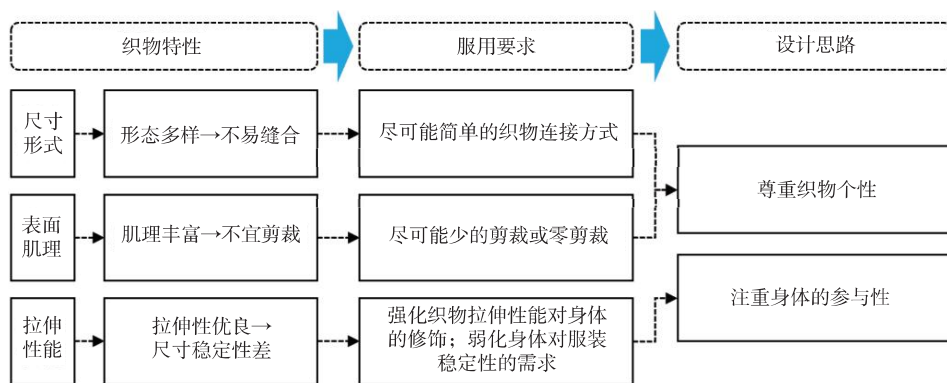 织物特性
服用要求
设计思路
尺寸
形式
形态多样→不易缝合
尽可能简单的织物连接方式
尊重织物个性
表面
肌理
肌理丰富→不宜剪裁
尽可能少的剪裁或零剪裁
注重身体的参与性
拉伸
性能
拉伸性优良→
尺寸稳定性差
强化织物拉伸性能对身体
的修饰；弱化身体对服装
稳定性的需求